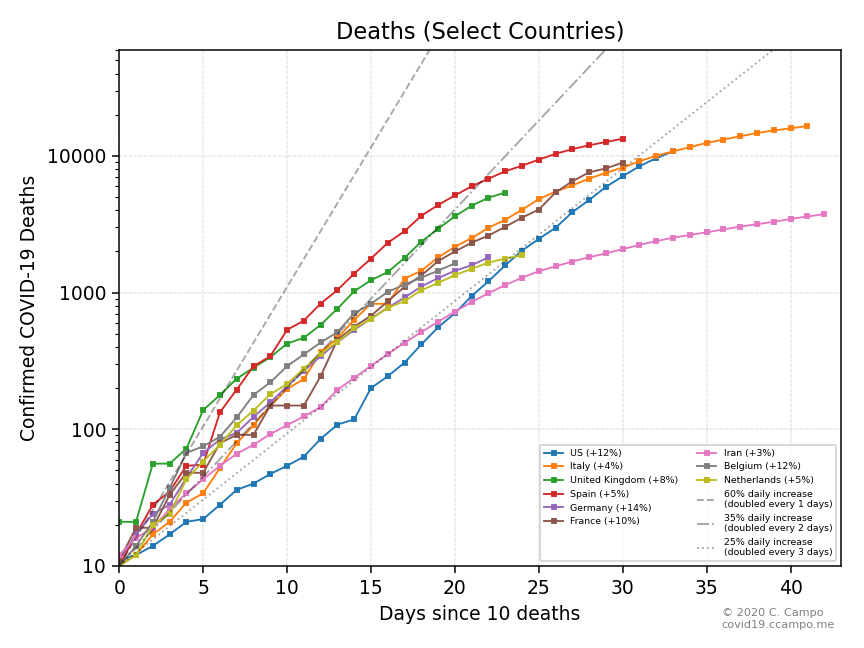 Deaths (Select Countries)
Confirmed COVID-19 Deaths
10000
1000
100
10
0
5
10
15
20
25
30
35
40
Days since 10 deaths
US (+12%)
Italy (+4%)
United Kingdom (+8%)
Spain (+5%)
Germany (+14%)
France (+10%)
Iran (+3%)
Belgium (+12%)
Netherlands (+5%)
60% daily increase
(doubled every 1 days)
35% daily increase
(doubled every 2 days)
25% daily increase
(doubled every 3 days)
© 2020 C. Campo
covid19.ccampo.me